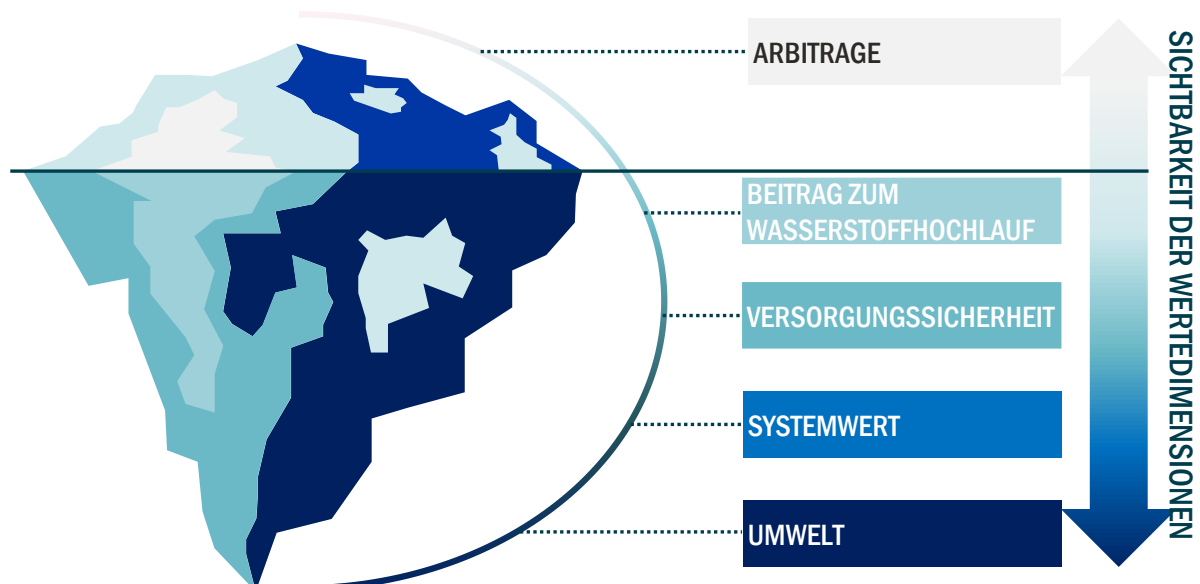 ARBITRAGE
BEITRAG ZUM
WASSERSTOFFHOCHLAUF
VERSORGUNGSSICHERHEIT
SYSTEMWERT
UMWELT
SICHTBARKEIT DER WERTEDIMENSIONEN